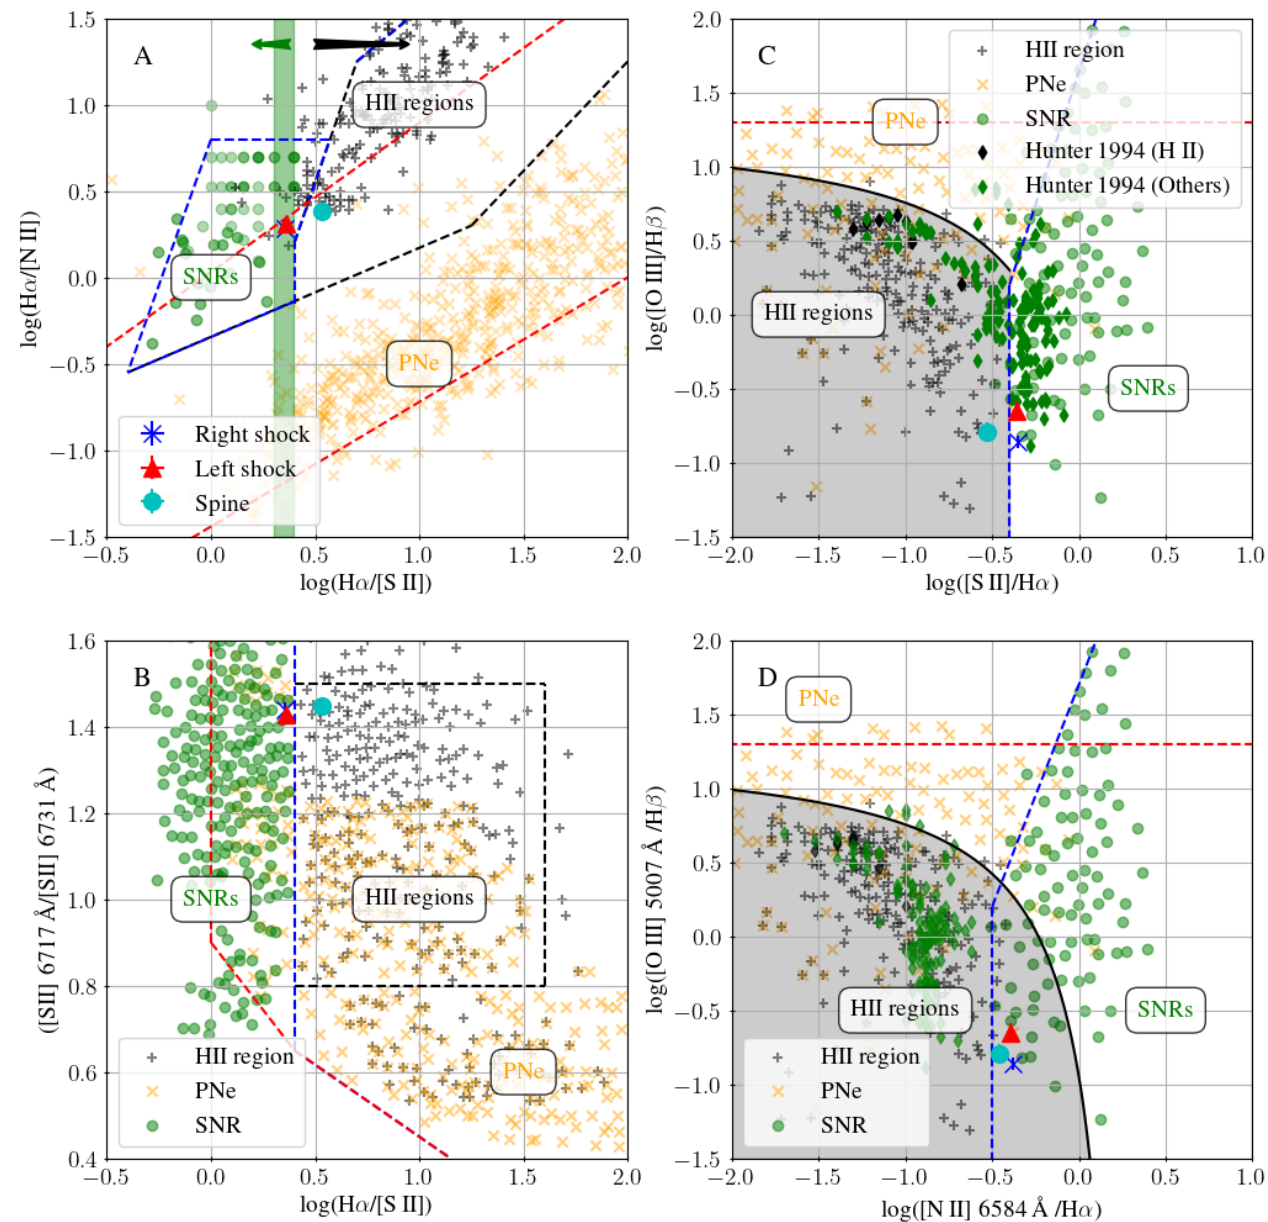 A
HII regions
SNRs
PNe
Right shock
Left shock
Spine
1.5
1.0
0.5
0.0
−0.5
−1.0
−1.5
log(Hα/[N II])
−0.5
0.0
0.5
1.0
1.5
2.0
log(Hα/[S II])
C
PNe
HII regions
SNRs
HII region
PNe
SNR
Hunter 1994 (H II)
Hunter 1994 (Others)
2.0
1.5
1.0
0.5
0.0
−0.5
−1.0
−1.5
log([O III]/Hβ)
−2.0
−1.5
−1.0
−0.5
0.0
0.5
1.0
log([S II]/Hα)
B
SNRs
HII regions
PNe
HII region
PNe
SNR
1.6
1.4
1.2
1.0
0.8
0.6
0.4
([SII] 6717 Å/[SII] 6731 Å)
−0.5
0.0
0.5
1.0
1.5
2.0
log(Hα/[S II])
D
PNe
HII regions
SNRs
HII region
PNe
SNR
2.0
1.5
1.0
0.5
0.0
−0.5
−1.0
−1.5
log([O III] 5007 Å /Hβ)
−2.0
−1.5
−1.0
−0.5
0.0
0.5
1.0
log([N II] 6584 Å /Hα)